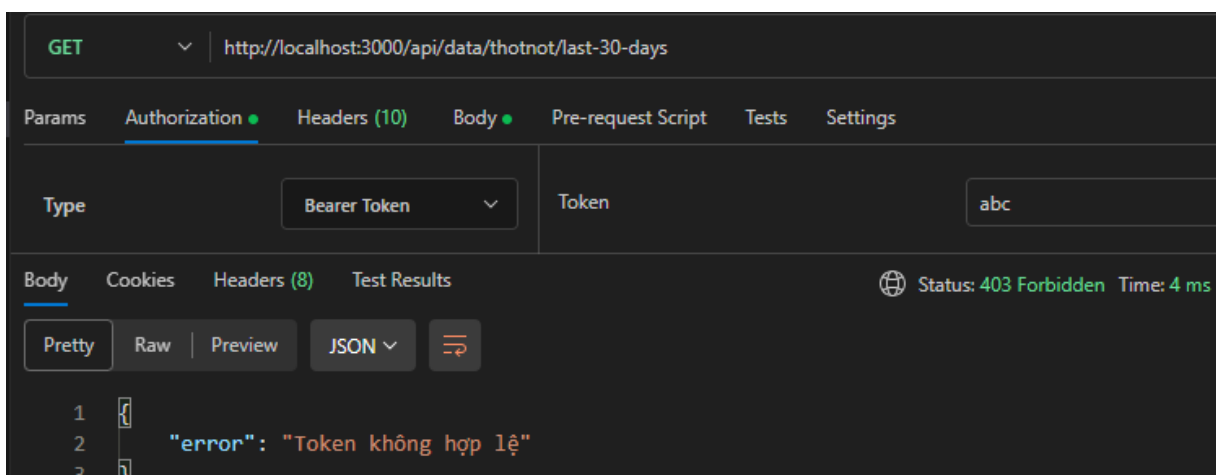 GET http://localhost:3000/api/data/thotnot/last-30-days
Params Authorization Headers (10) Body Pre-request Script Tests Settings
Type Bearer Token Token abc
Body Cookies Headers (8) Test Results Status: 403 Forbidden Time: 4 ms
Pretty Raw Preview JSON
1 {
2 "error": "Token không hợp lệ"
3 }